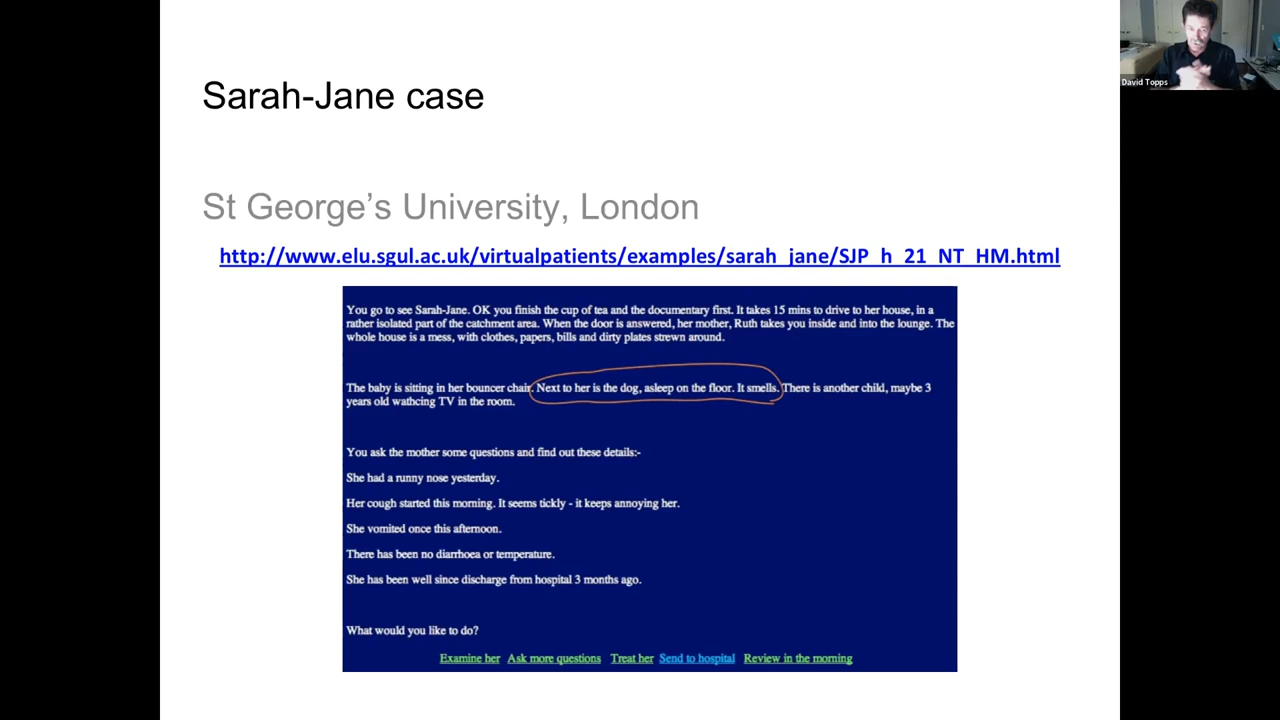 Sarah-Jane case
David Topps
St George’s University, London
http://www.elu.sgul.ac.uk/virtualpatients/examples/sarah_jane/SJP_h_21_NT_HM.html
You go to see Sarah-Jane. OK you finish the cup of tea and the documentary first. It takes 15 mins to drive to her house, in a
rather isolated part of the catchment area. When the door is answered, her mother, Ruth takes you inside and into the lounge. The
whole house is a mess, with clothes, papers, bills and dirty plates strewn around.
The baby is sitting in her bouncer chair. Next to her is the dog, asleep on the floor. It smells. There is another child, maybe 3
years old wathcing TV in the room.
You ask the mother some questions and find out these details:-
She had a runny nose yesterday.
Her cough started this morning. It seems tickly - it keeps annoying her.
She vomited once this afternoon.
There has been no diarrhoea or temperature.
She has been well since discharge from hospital 3 months ago.
What would you like to do?
Examine her Ask more questions Treat her Send to hospital Review in the morning